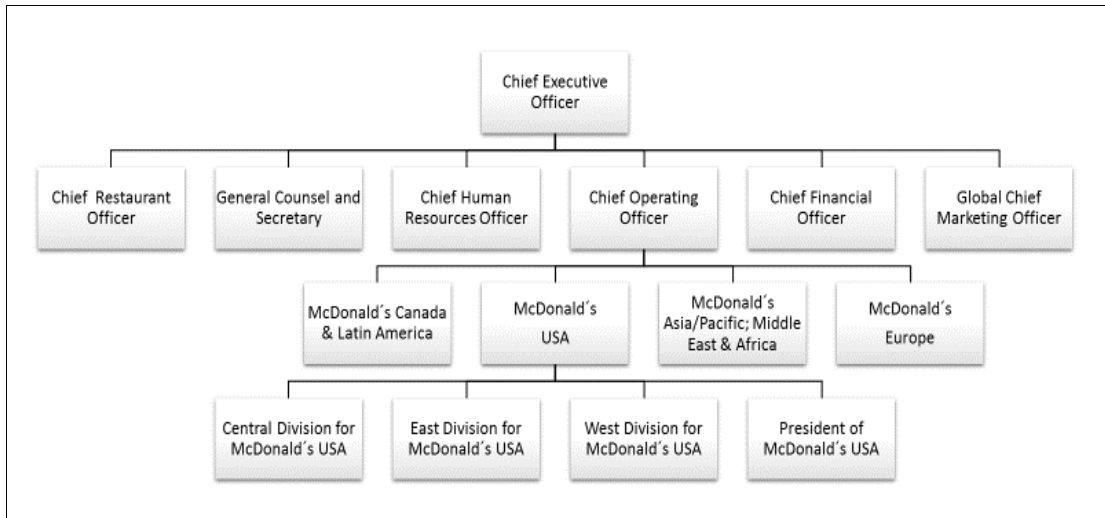 Chief Executive
Officer
Chief Restaurant
Officer
General Counsel and
Secretary
Chief Human
Resources Officer
Chief Operating
Officer
Chief Financial
Officer
Global Chief
Marketing Officer
McDonald´s Canada
& Latin America
McDonald´s
USA
McDonald´s
Asia/Pacific; Middle
East & Africa
McDonald´s
Europe
Central Division for
McDonald´s USA
East Division for
McDonald´s USA
West Division for
McDonald´s USA
President of
McDonald´s USA